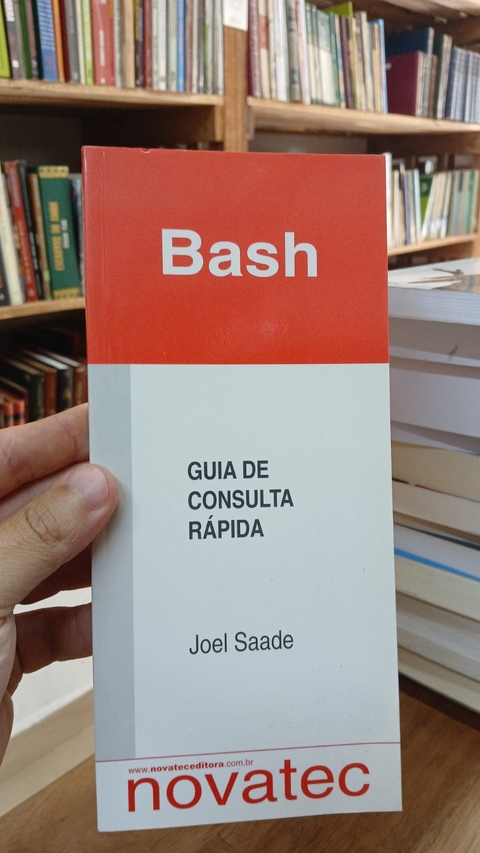 Bash
GUIA DE
CONSULTA
RÁPIDA
Joel Saade
www.novateceditora.com.br
novatec